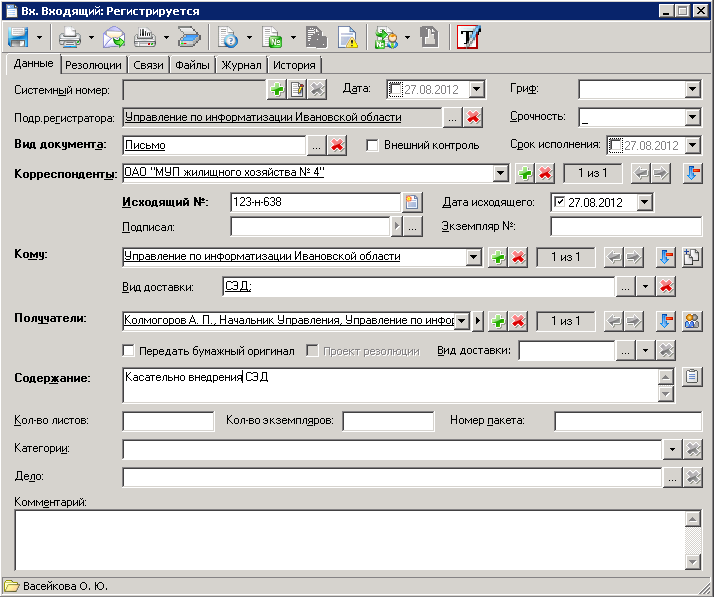 Вх. Входящий: Регистрируется
Данные Резолюции Связи Файлы Журнал История
Системный номер: Дата: 27.08.2012 Гриф:
Подр.регистратора: Управление по информатизации Ивановской области ... Срочность: _
Вид документа: Письмо ... Внешний контроль Срок исполнения: 27.08.2012
Корреспонденты: ОАО "МУП жилищного хозяйства № 4" 1 из 1
Исходящий №: 123-н-638 Дата исходящего: 27.08.2012
Подписал: ... Экземпляр №:
Кому: Управление по информатизации Ивановской области 1 из 1
Вид доставки: СЭД; ...
Получатели: Колмогоров А. П., Начальник Управления, Управление по инфор 1 из 1
Передать бумажный оригинал Проект резолюции Вид доставки: ...
Содержание: Касательно внедрения СЭД
Кол-во листов: Кол-во экземпляров: Номер пакета:
Категории:
Дело: ...
Комментарий:
Васейкова О. Ю.